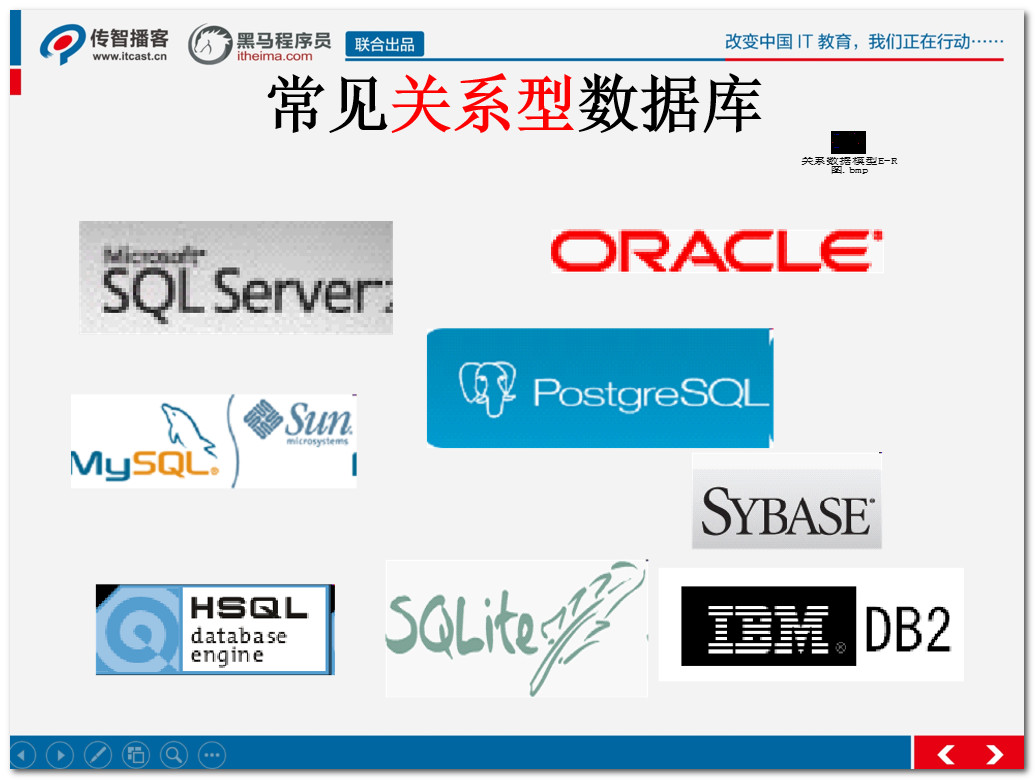 传智播客
www.itcast.cn
黑马程序员
itheima.com
联合出品
改变中国 IT 教育，我们正在行动……
常见关系型数据库
关系数据模型E-R
图.bmp
Microsoft
SQL Server
ORACLE
PostgreSQL
MySQL
Sun
microsystems
SYBASE
HSQL
database
engine
SQLite
IBM
DB2